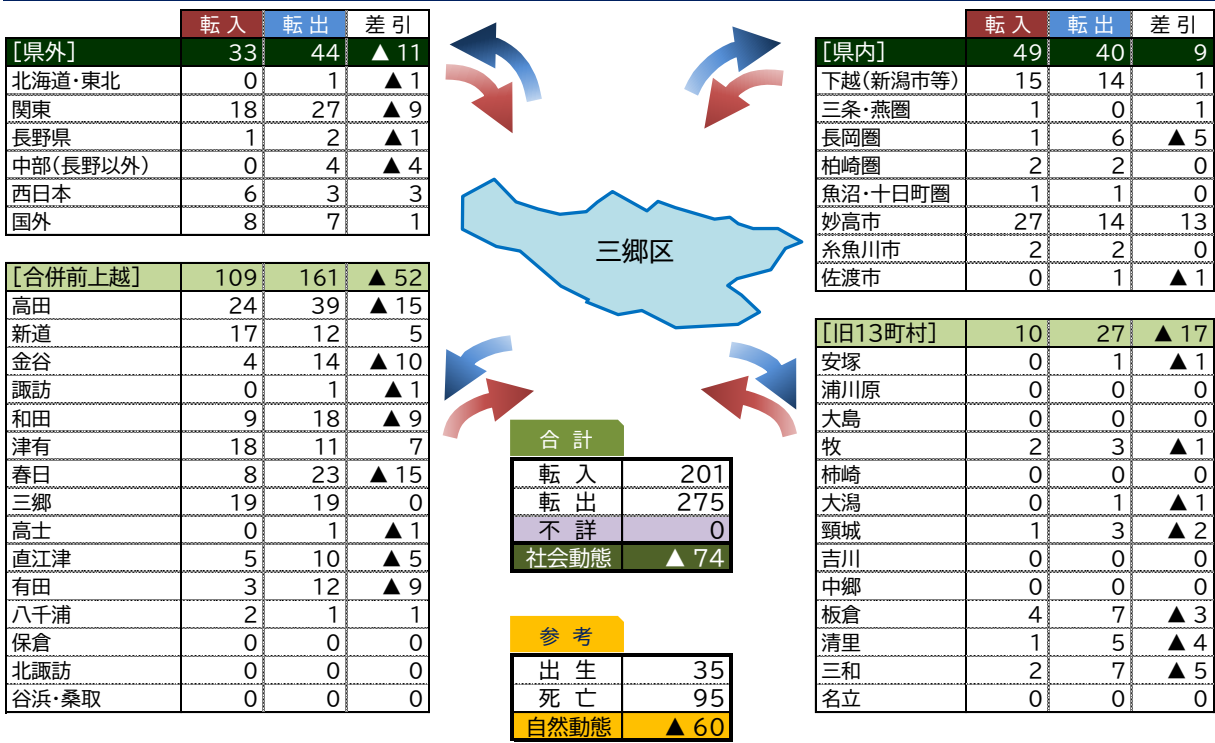 転入 転出 差引
[県外] 33 44 ▲11
北海道・東北 0 1 ▲1
関東 18 27 ▲9
長野県 1 2 ▲1
中部(長野以外) 0 4 ▲4
西日本 6 3 3
国外 8 7 1
[合併前上越] 109 161 ▲52
高田 24 39 ▲15
新道 17 12 5
金谷 4 14 ▲10
諏訪 0 1 ▲1
和田 9 18 ▲9
津有 18 11 7
春日 8 23 ▲15
三郷 19 19 0
高士 0 1 ▲1
直江津 5 10 ▲5
有田 3 12 ▲9
八千浦 2 1 1
保倉 0 0 0
北諏訪 0 0 0
谷浜・桑取 0 0 0
三郷区
合計
転入 201
転出 275
不詳 0
社会動態 ▲74
参考
出生 35
死亡 95
自然動態 ▲60
転入 転出 差引
[県内] 49 40 9
下越(新潟市等) 15 14 1
三条・燕圏 1 0 1
長岡圏 1 6 ▲5
柏崎圏 2 2 0
魚沼・十日町圏 1 1 0
妙高市 27 14 13
糸魚川市 2 2 0
佐渡市 0 1 ▲1
[旧13町村] 10 27 ▲17
安塚 0 1 ▲1
浦川原 0 0 0
大島 0 0 0
牧 2 3 ▲1
柿崎 0 0 0
大潟 0 1 ▲1
頸城 1 3 ▲2
吉川 0 0 0
中郷 0 0 0
板倉 4 7 ▲3
清里 1 5 ▲4
三和 2 7 ▲5
名立 0 0 0